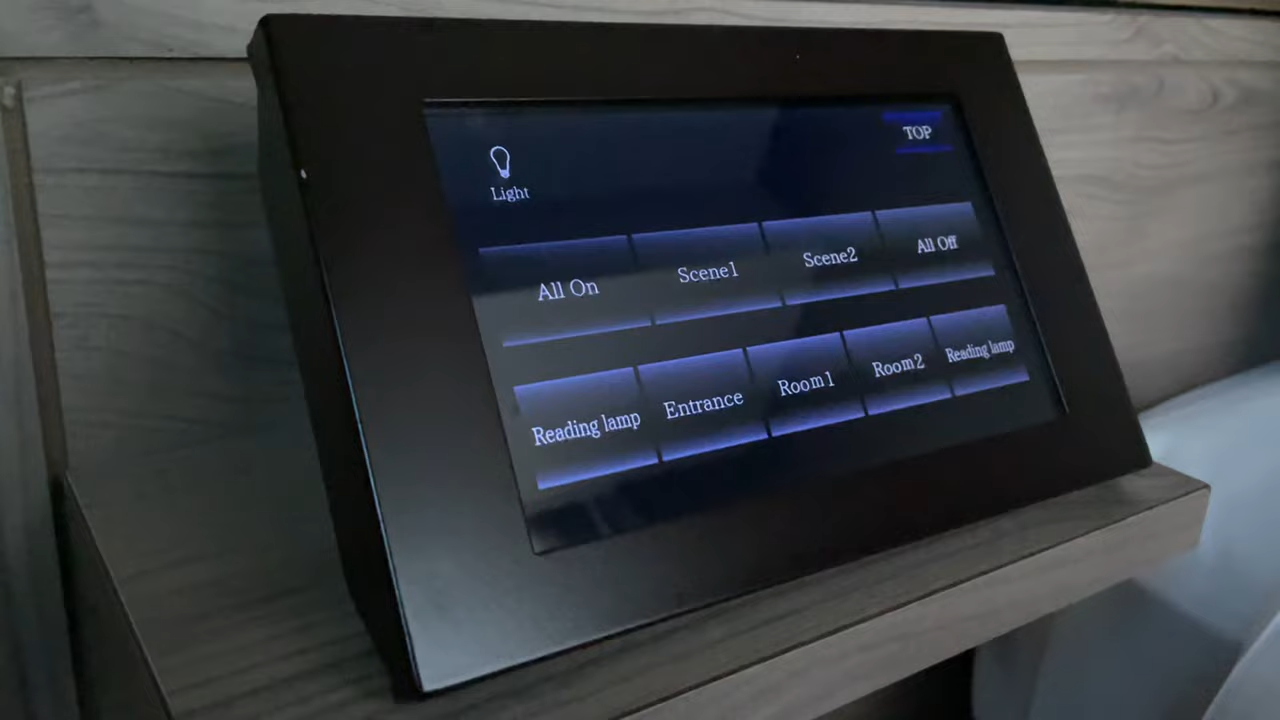 TOP
Light
All On Scene1 Scene2 All Off
Reading lamp Entrance Room1 Room2 Reading lamp